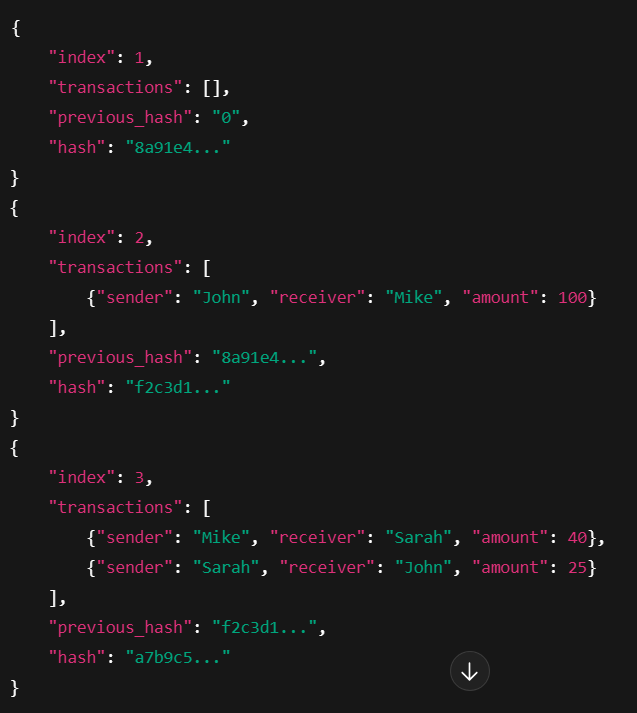 {
    "index": 1,
    "transactions": [],
    "previous_hash": "0",
    "hash": "8a91e4..."
}
{
    "index": 2,
    "transactions": [
        {"sender": "John", "receiver": "Mike", "amount": 100}
    ],
    "previous_hash": "8a91e4...",
    "hash": "f2c3d1..."
}
{
    "index": 3,
    "transactions": [
        {"sender": "Mike", "receiver": "Sarah", "amount": 40},
        {"sender": "Sarah", "receiver": "John", "amount": 25}
    ],
    "previous_hash": "f2c3d1...",
    "hash": "a7b9c5..."
}